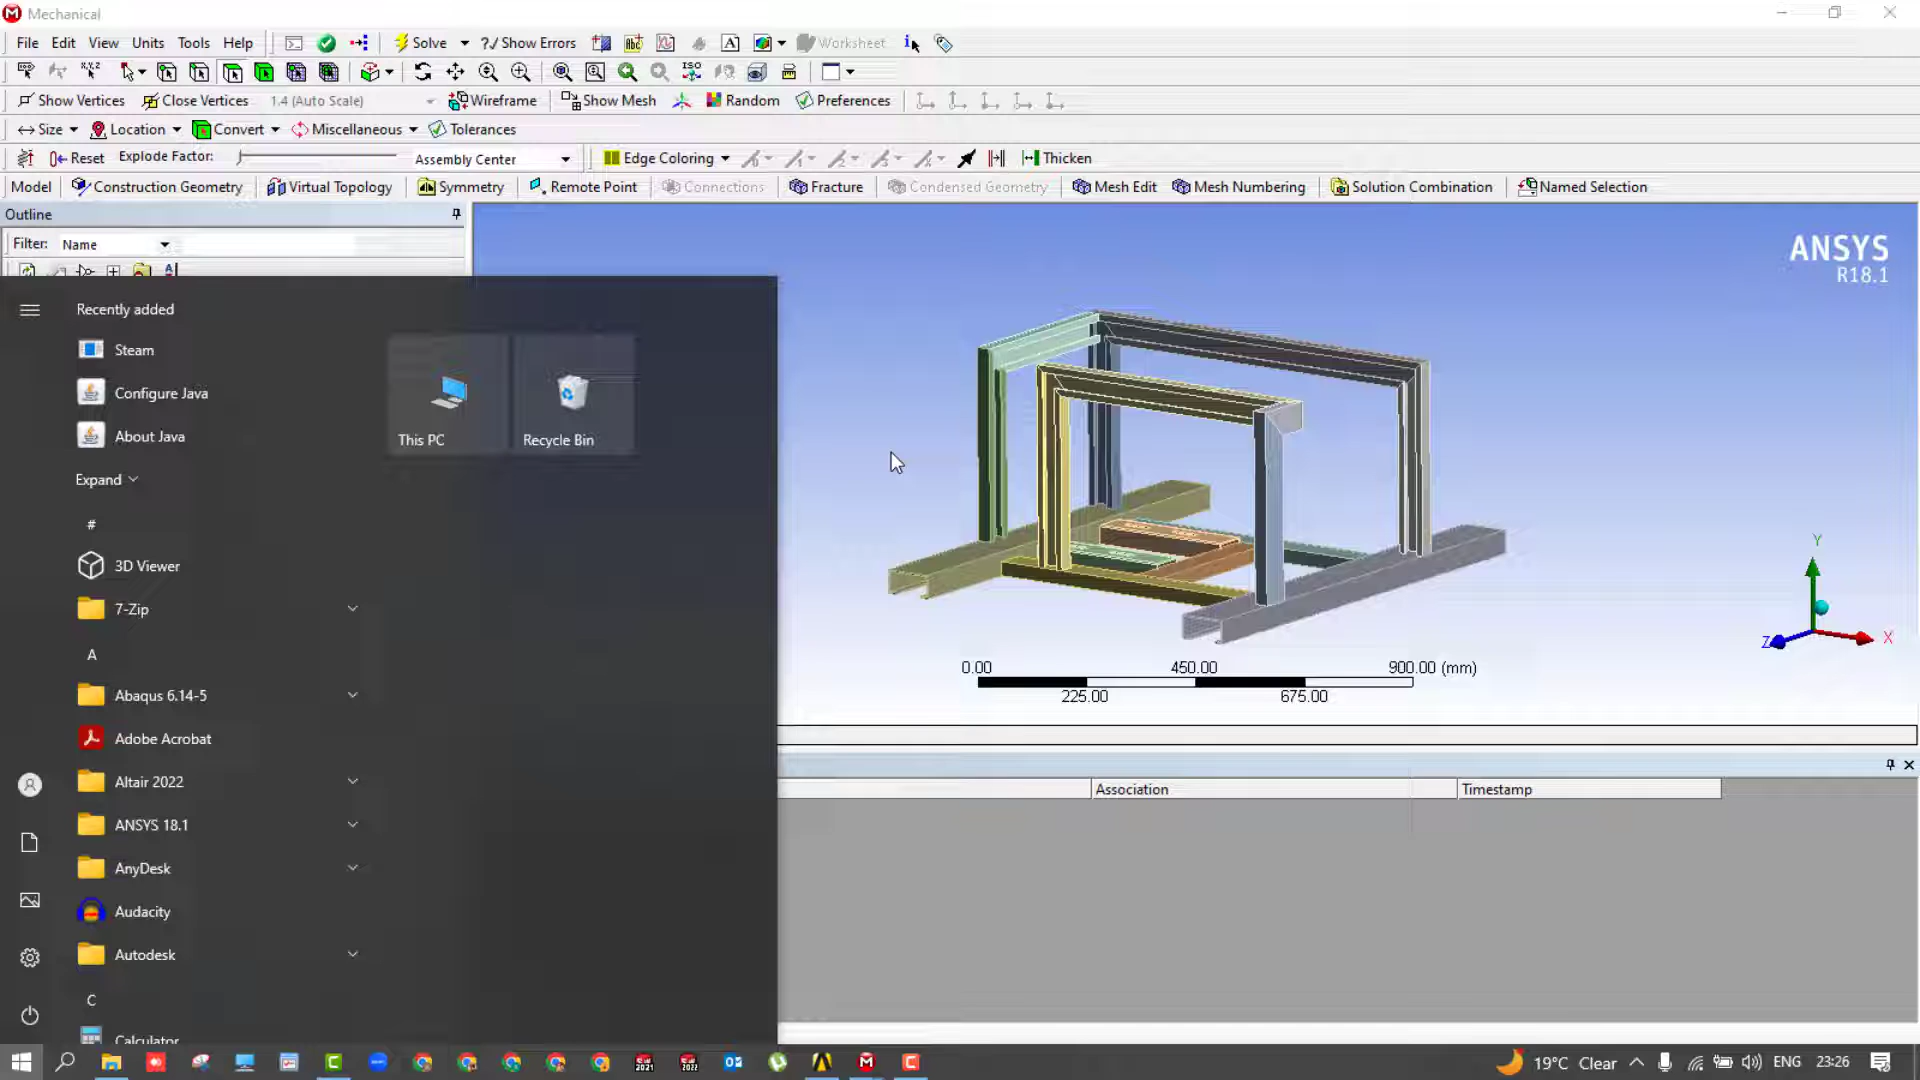 Mechanical
File Edit View Units Tools Help Solve ?/ Show Errors Worksheet
Show Vertices Close Vertices 1.4 (Auto Scale) Wireframe Show Mesh Random Preferences
Size Location Convert Miscellaneous Tolerances
Reset Explode Factor: Assembly Center Edge Coloring Thicken
Model Construction Geometry Virtual Topology Symmetry Remote Point Connections Fracture Condensed Geometry Mesh Edit Mesh Numbering Solution Combination Named Selection
Outline
Filter: Name
ANSYS
R18.1
Recently added
Steam
Configure Java
About Java
Expand
This PC
Recycle Bin
#
3D Viewer
7-Zip
A
Abaqus 6.14-5
Adobe Acrobat
Altair 2022
ANSYS 18.1
AnyDesk
Audacity
Autodesk
C
Calculator
Y
Z
X
0.00 450.00 900.00 (mm)
225.00 675.00
Association Timestamp
19°C Clear ENG 23:26